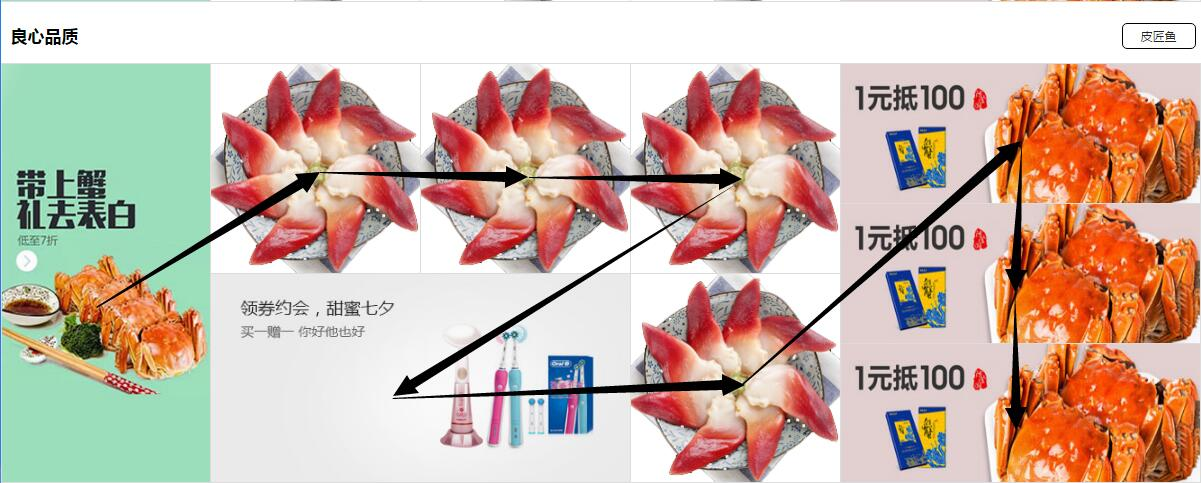 良心品质
皮匠鱼
带上蟹
礼去表白
低至7折
领券约会，甜蜜七夕
买一赠一 你好他也好
Oral-B
1元抵100
1元抵100
1元抵100